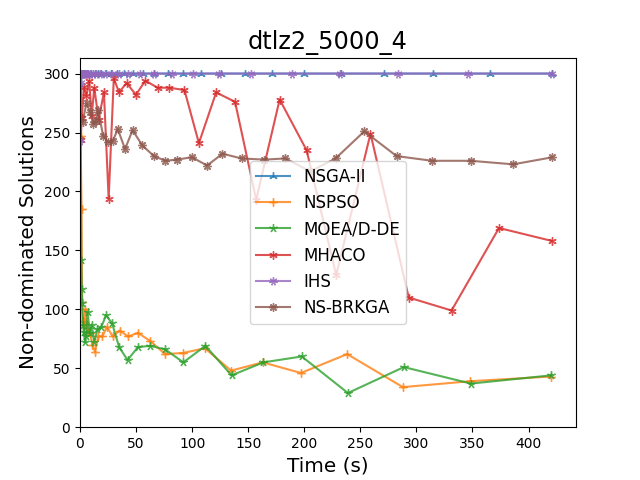 dtlz2_5000_4
Non-dominated Solutions
300
250
200
150
100
50
0
NSGA-II
NSPSO
MOEA/D-DE
MHACO
IHS
NS-BRKGA
0 50 100 150 200 250 300 350 400
Time (s)